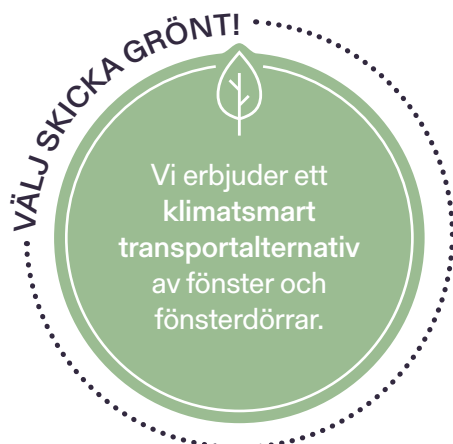 VÄLJ SKICKA GRÖNT!
Vi erbjuder ett
klimatsmart
transportalternativ
av fönster och
fönsterdörrar.